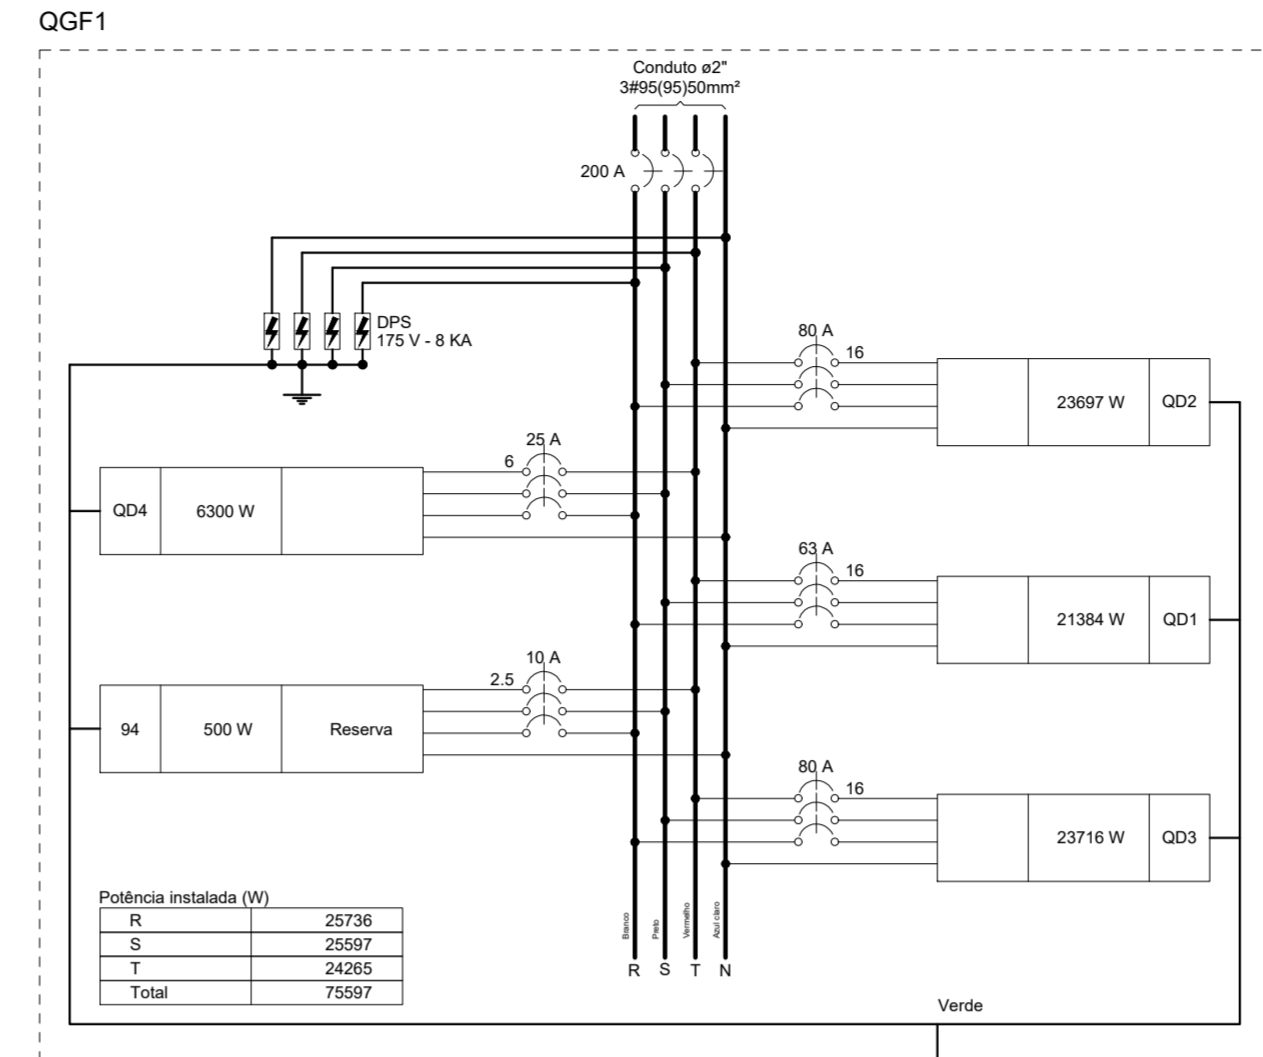 QGF1
Conduto ø2"
3#95(95)50mm²
200 A
DPS
175 V - 8 KA
80 A
16
23697 W QD2
25 A
6
QD4 6300 W
63 A
16
21384 W QD1
10 A
2.5
94 500 W Reserva
80 A
16
23716 W QD3
Potência instalada (W)
R 25736
S 25597
T 24265
Total 75597
Branco
Preto
Vermelho
Azul claro
R S T N
Verde